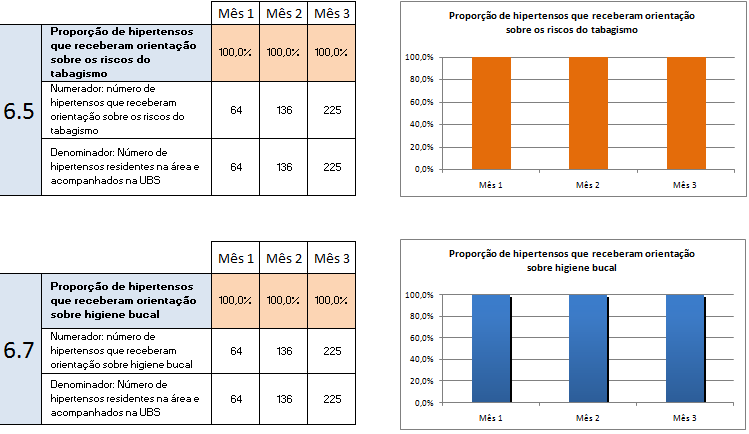 Mês 1 Mês 2 Mês 3
6.5
Proporção de hipertensos
que receberam orientação
sobre os riscos do
tabagismo
100,0% 100,0% 100,0%
Numerador: número de
hipertensos que receberam
orientação sobre os riscos do
tabagismo
64 136 225
Denominador: Número de
hipertensos residentes na área e
acompanhados na UBS
64 136 225
Proporção de hipertensos que receberam orientação
sobre os riscos do tabagismo
100,0%
80,0%
60,0%
40,0%
20,0%
0,0%
Mês 1 Mês 2 Mês 3
Mês 1 Mês 2 Mês 3
6.7
Proporção de hipertensos
que receberam orientação
sobre higiene bucal
100,0% 100,0% 100,0%
Numerador: número de
hipertensos que receberam
orientação sobre higiene bucal
64 136 225
Denominador: Número de
hipertensos residentes na área e
acompanhados na UBS
64 136 225
Proporção de hipertensos que receberam orientação
sobre higiene bucal
100,0%
80,0%
60,0%
40,0%
20,0%
0,0%
Mês 1 Mês 2 Mês 3